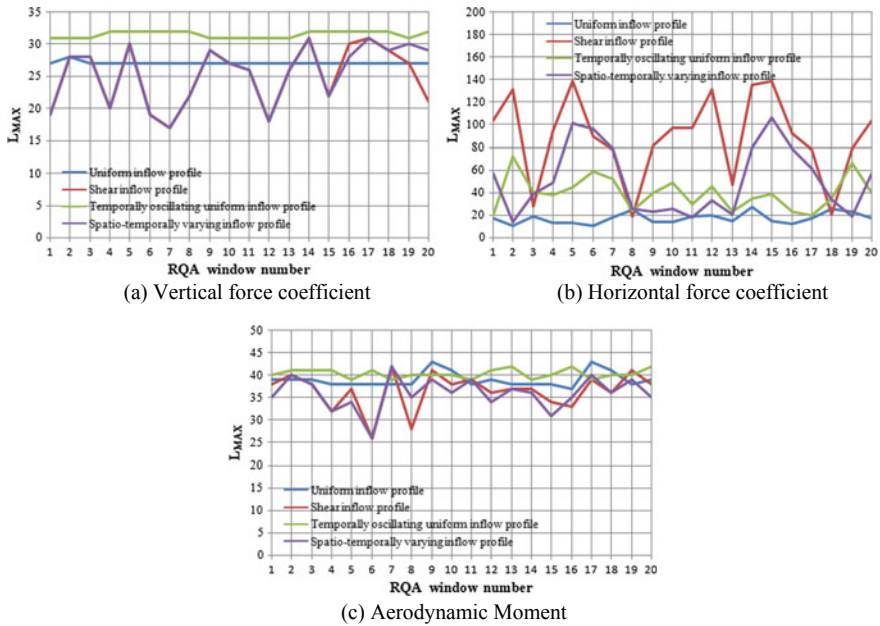 35
30
25
20
15
10
5
0
L_MAX
Uniform inflow profile
Shear inflow profile
Temporally oscillating uniform inflow profile
Spatio-temporally varying inflow profile
1 2 3 4 5 6 7 8 9 10 11 12 13 14 15 16 17 18 19 20
RQA window number
(a) Vertical force coefficient
200
180
160
140
120
100
80
60
40
20
0
L_MAX
Uniform inflow profile
Shear inflow profile
Temporally oscillating uniform inflow profile
Spatio-temporally varying inflow profile
1 2 3 4 5 6 7 8 9 10 11 12 13 14 15 16 17 18 19 20
RQA window number
(b) Horizontal force coefficient
50
45
40
35
30
25
20
15
10
5
0
L_MAX
Uniform inflow profile
Shear inflow profile
Temporally oscillating uniform inflow profile
Spatio-temporally varying inflow profile
1 2 3 4 5 6 7 8 9 10 11 12 13 14 15 16 17 18 19 20
RQA window number
(c) Aerodynamic Moment